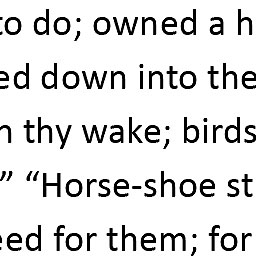 to do; owned a h
ed down into the
n thy wake; birds
” “Horse-shoe st
eed for them; for